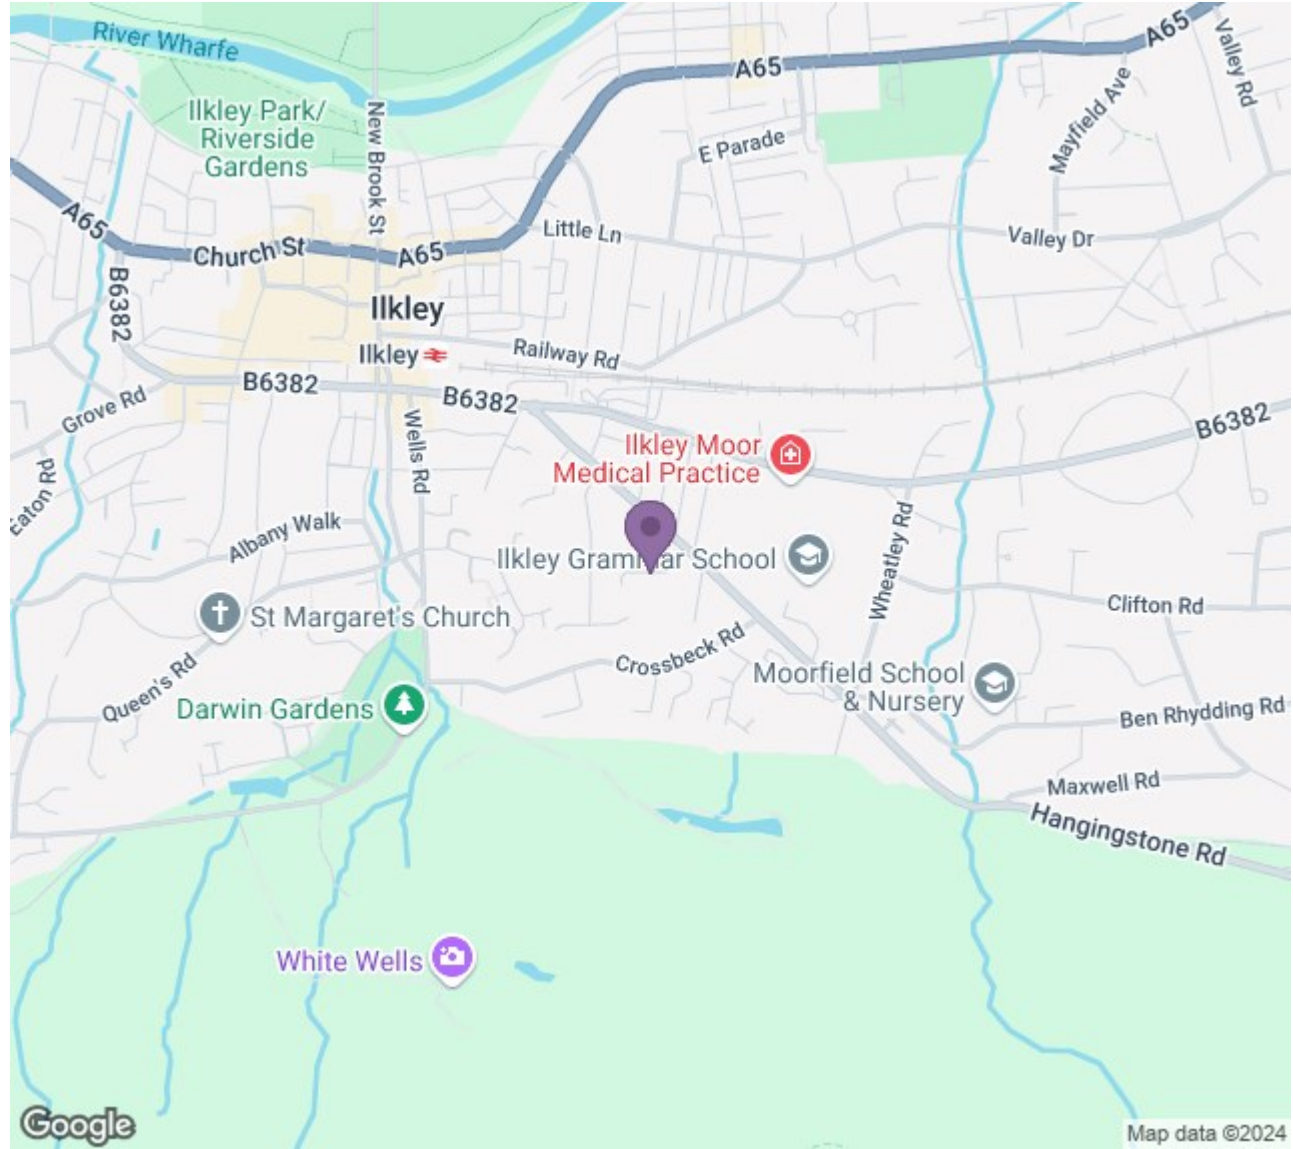 River Wharfe
A65
Valley Rd
A65
Mayfield Ave
Ilkley Park/
Riverside
Gardens
New Brook St
E Parade
A65
Church St
A65
Little Ln
Valley Dr
B6382
Ilkley
Ilkley
Railway Rd
B6382
B6382
B6382
Grove Rd
Wells Rd
Ilkley Moor
Medical Practice
Eaton Rd
Albany Walk
Ilkley Grammar School
Wheatley Rd
St Margaret's Church
Clifton Rd
Crossbeck Rd
Queen's Rd
Moorfield School
& Nursery
Darwin Gardens
Ben Rhydding Rd
Maxwell Rd
Hangingstone Rd
White Wells
Google
Map data ©2024